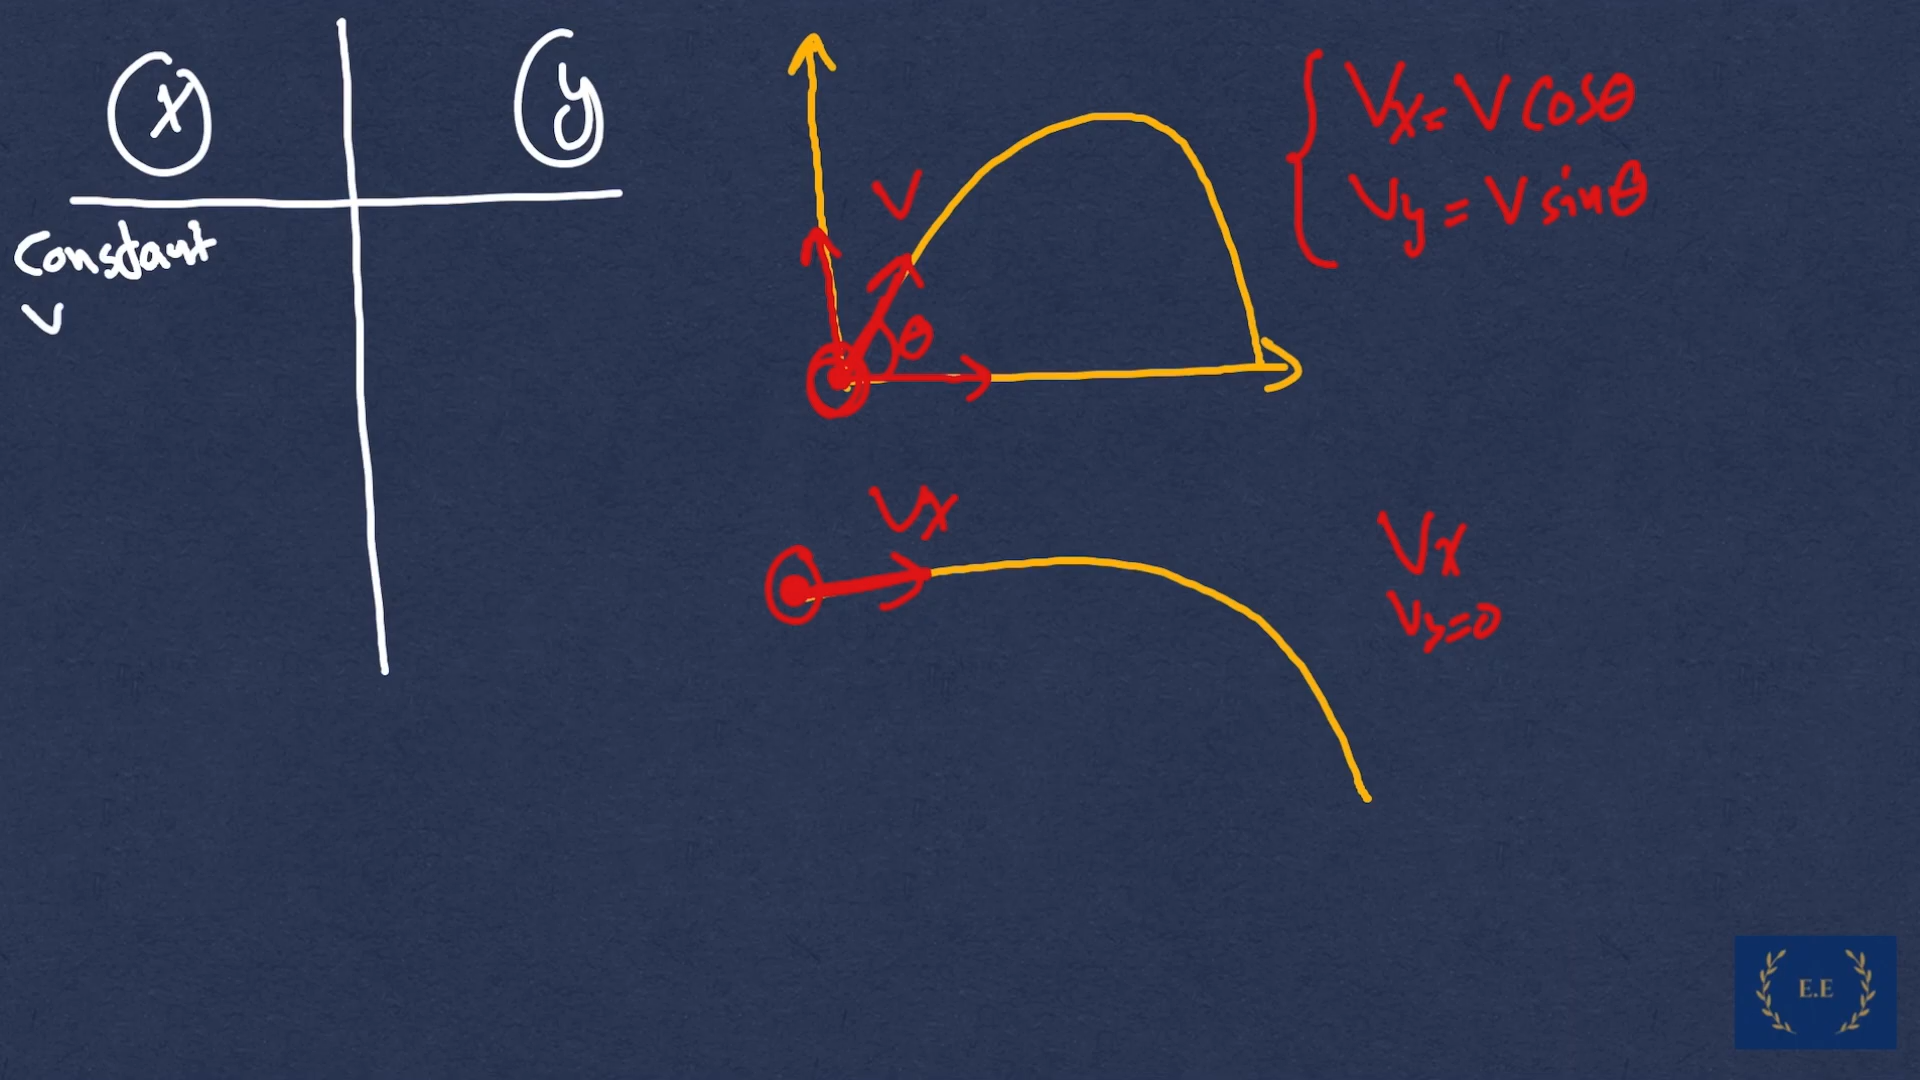 x
y
Constant
V
V
θ
Vx = V Cosθ
Vy = V sinθ
Vx
Vx
Vy=0
E.E